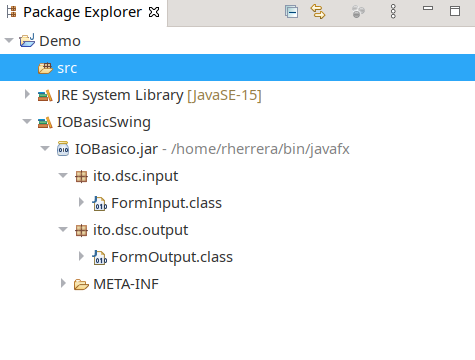 Package Explorer
Demo
src
JRE System Library [JavaSE-15]
IOBasicSwing
IOBasico.jar - /home/rherrera/bin/javafx
ito.dsc.input
FormInput.class
ito.dsc.output
FormOutput.class
META-INF